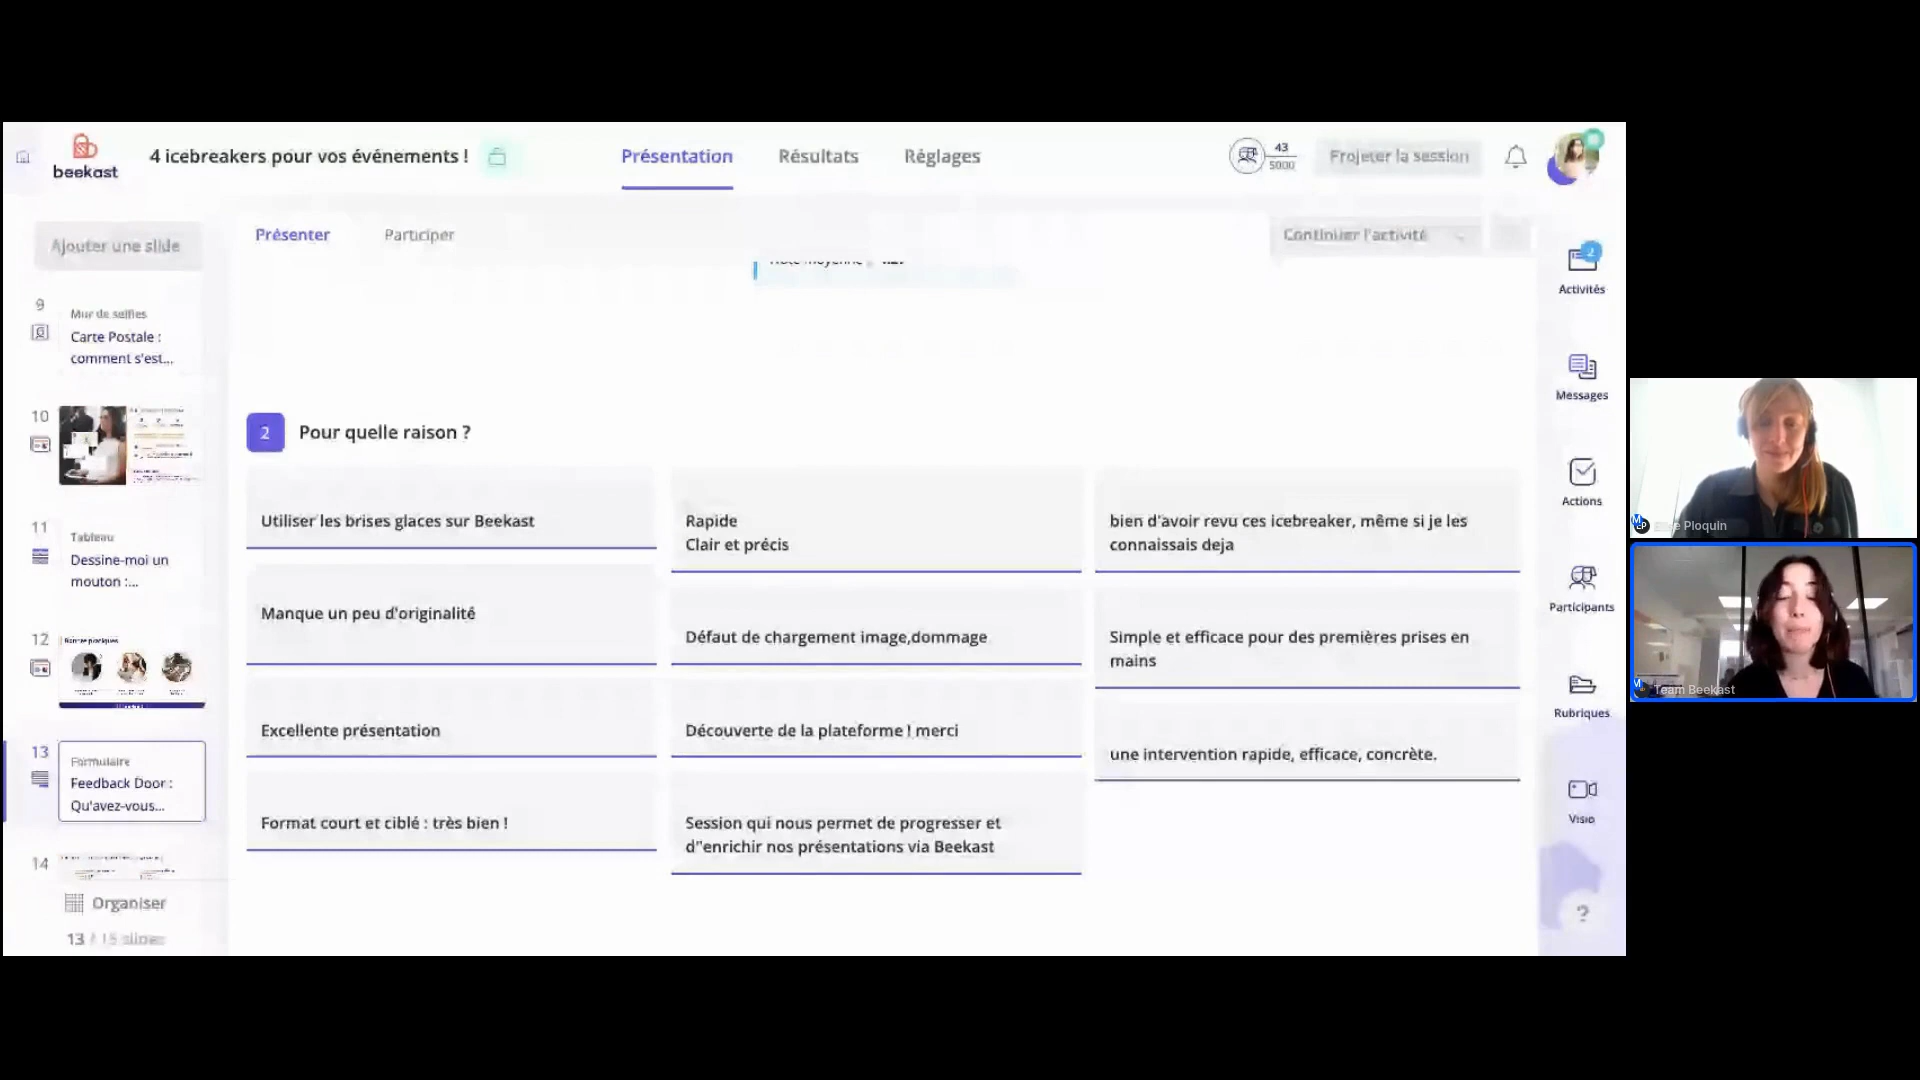 beekast
4 icebreakers pour vos événements !
Présentation
Résultats
Réglages
43
5000
Projeter la session
Ajouter une slide
Présenter
Participer
Continuer l'activité
9
Mur de selfies
Carte Postale :
comment s'est...
10
11
Tableau
Dessine-moi un
mouton :...
12
Bonnes pratiques
13
Formulaire
Feedback Door :
Qu'avez-vous...
14
Organiser
13 / 15 slides
2
Pour quelle raison ?
Utiliser les brises glaces sur Beekast
Manque un peu d'originalité
Excellente présentation
Format court et ciblé : très bien !
Rapide
Clair et précis
Défaut de chargement image,dommage
Découverte de la plateforme ! merci
Session qui nous permet de progresser et
d"enrichir nos présentations via Beekast
bien d'avoir revu ces icebreaker, même si je les
connaissais deja
Simple et efficace pour des premières prises en
mains
une intervention rapide, efficace, concrète.
2
Activités
Messages
Actions
Participants
Rubriques
Visio
?
Ploquin
Team Beekast